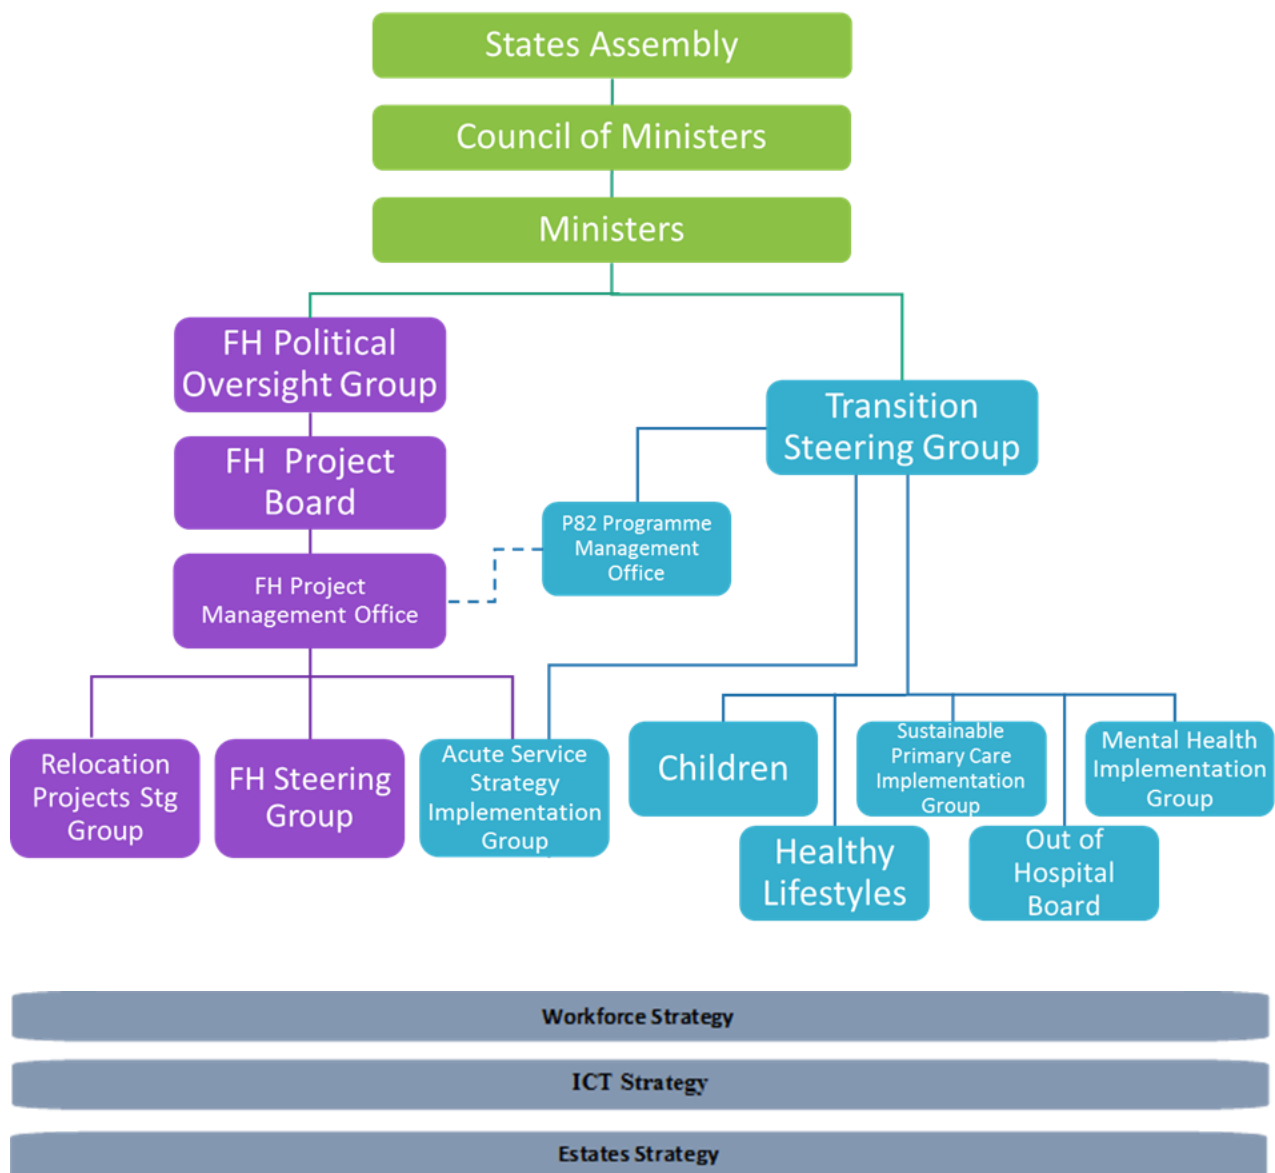 States Assembly
Council of Ministers
Ministers
FH Political
Oversight Group
Transition
Steering Group
FH Project
Board
P82 Programme
Management
Office
FH Project
Management Office
Relocation
Projects Stg
Group
FH Steering
Group
Acute Service
Strategy
Implementation
Group
Children
Sustainable
Primary Care
Implementation
Group
Mental Health
Implementation
Group
Healthy
Lifestyles
Out of
Hospital
Board
Workforce Strategy
ICT Strategy
Estates Strategy